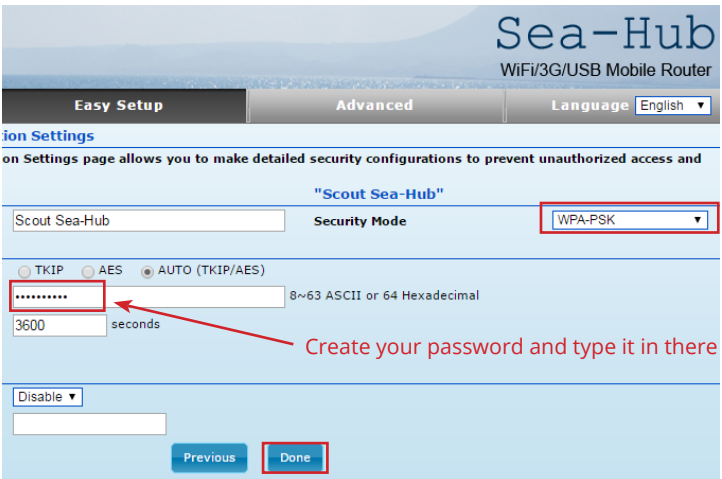 Sea-Hub
WiFi/3G/USB Mobile Router
Easy Setup Advanced Language English
ion Settings
on Settings page allows you to make detailed security configurations to prevent unauthorized access and
"Scout Sea-Hub"
Scout Sea-Hub Security Mode WPA-PSK
TKIP AES AUTO (TKIP/AES)
•••••••••• 8~63 ASCII or 64 Hexadecimal
3600 seconds
Create your password and type it in there
Disable
Previous Done